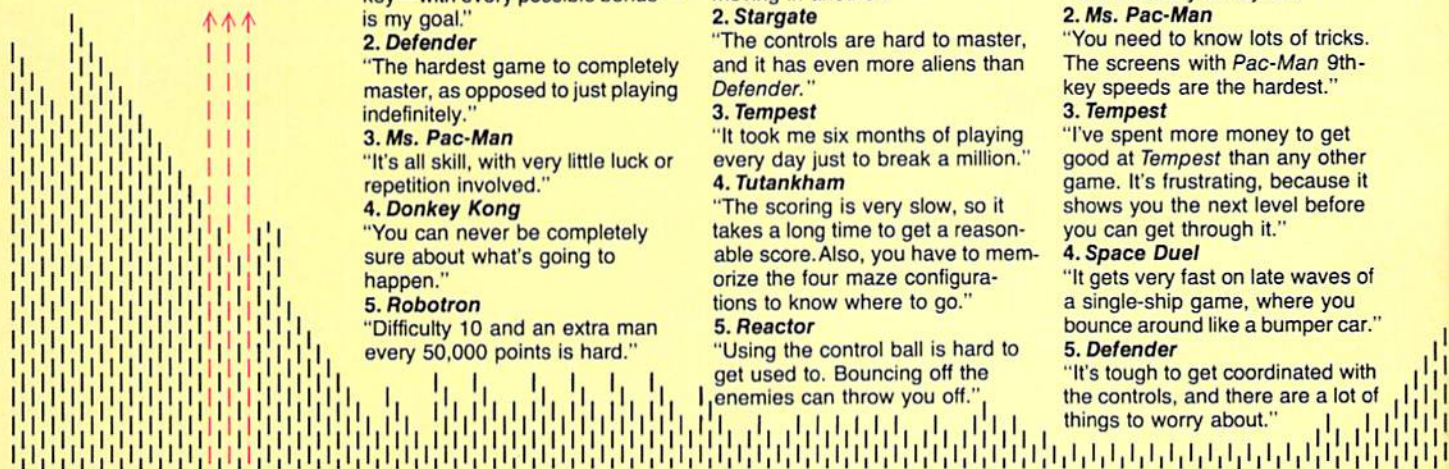 is my goal."
2. Defender
"The hardest game to completely
master, as opposed to just playing
indefinitely."
3. Ms. Pac-Man
"It's all skill, with very little luck or
repetition involved."
4. Donkey Kong
"You can never be completely
sure about what's going to
happen."
5. Robotron
"Difficulty 10 and an extra man
every 50,000 points is hard."
2. Stargate
"The controls are hard to master,
and it has even more aliens than
Defender."
3. Tempest
"It took me six months of playing
every day just to break a million."
4. Tutankham
"The scoring is very slow, so it
takes a long time to get a reason-
able score. Also, you have to mem-
orize the four maze configura-
tions to know where to go."
5. Reactor
"Using the control ball is hard to
get used to. Bouncing off the
enemies can throw you off."
2. Ms. Pac-Man
"You need to know lots of tricks.
The screens with Pac-Man 9th-
key speeds are the hardest."
3. Tempest
"I've spent more money to get
good at Tempest than any other
game. It's frustrating, because it
shows you the next level before
you can get through it."
4. Space Duel
"It gets very fast on late waves of
a single-ship game, where you
bounce around like a bumper car."
5. Defender
"It's tough to get coordinated with
the controls, and there are a lot of
things to worry about."